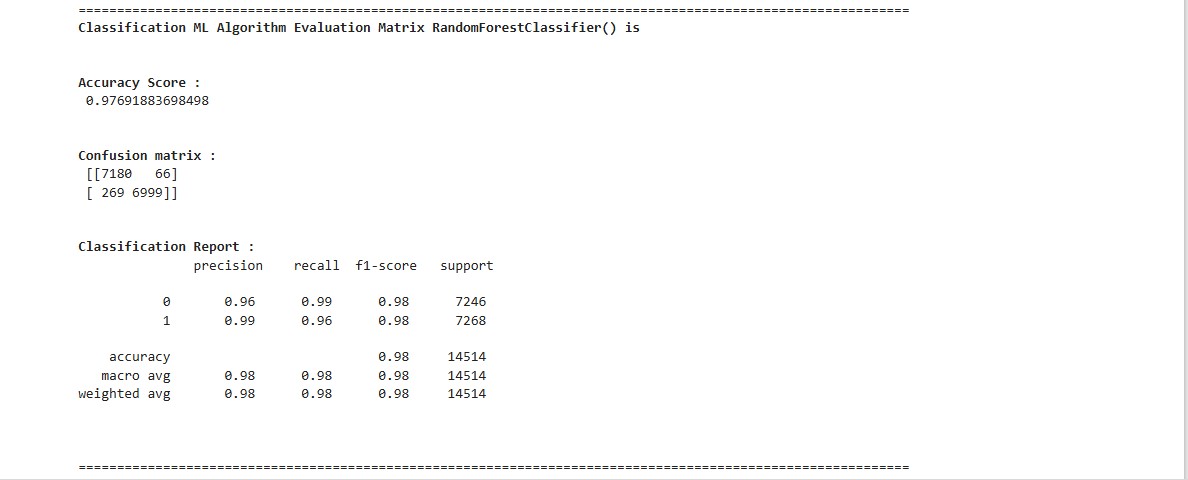 ============================================================================================================
Classification ML Algorithm Evaluation Matrix RandomForestClassifier() is
Accuracy Score :
0.97691883698498
Confusion matrix :
[[7180   66]
[ 269 6999]]
Classification Report :
precision    recall  f1-score   support
0       0.96      0.99      0.98      7246
1       0.99      0.96      0.98      7268
accuracy                           0.98     14514
macro avg       0.98      0.98      0.98     14514
weighted avg       0.98      0.98      0.98     14514
============================================================================================================